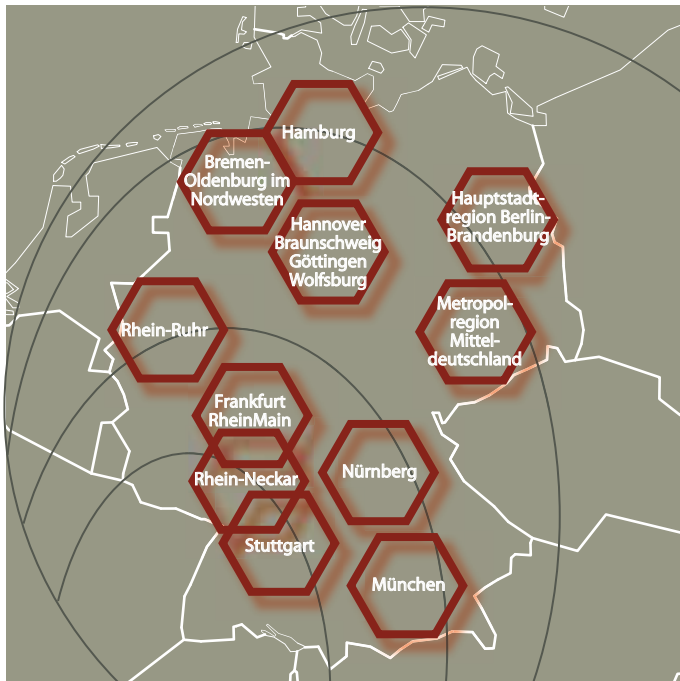 Hamburg
Bremen-
Oldenburg im
Nordwesten
Hauptstadt-
region Berlin-
Brandenburg
Hannover
Braunschweig
Göttingen
Wolfsburg
Metropol-
region
Mittel-
deutschland
Rhein-Ruhr
Frankfurt
RheinMain
Rhein-Neckar
Nürnberg
Stuttgart
München